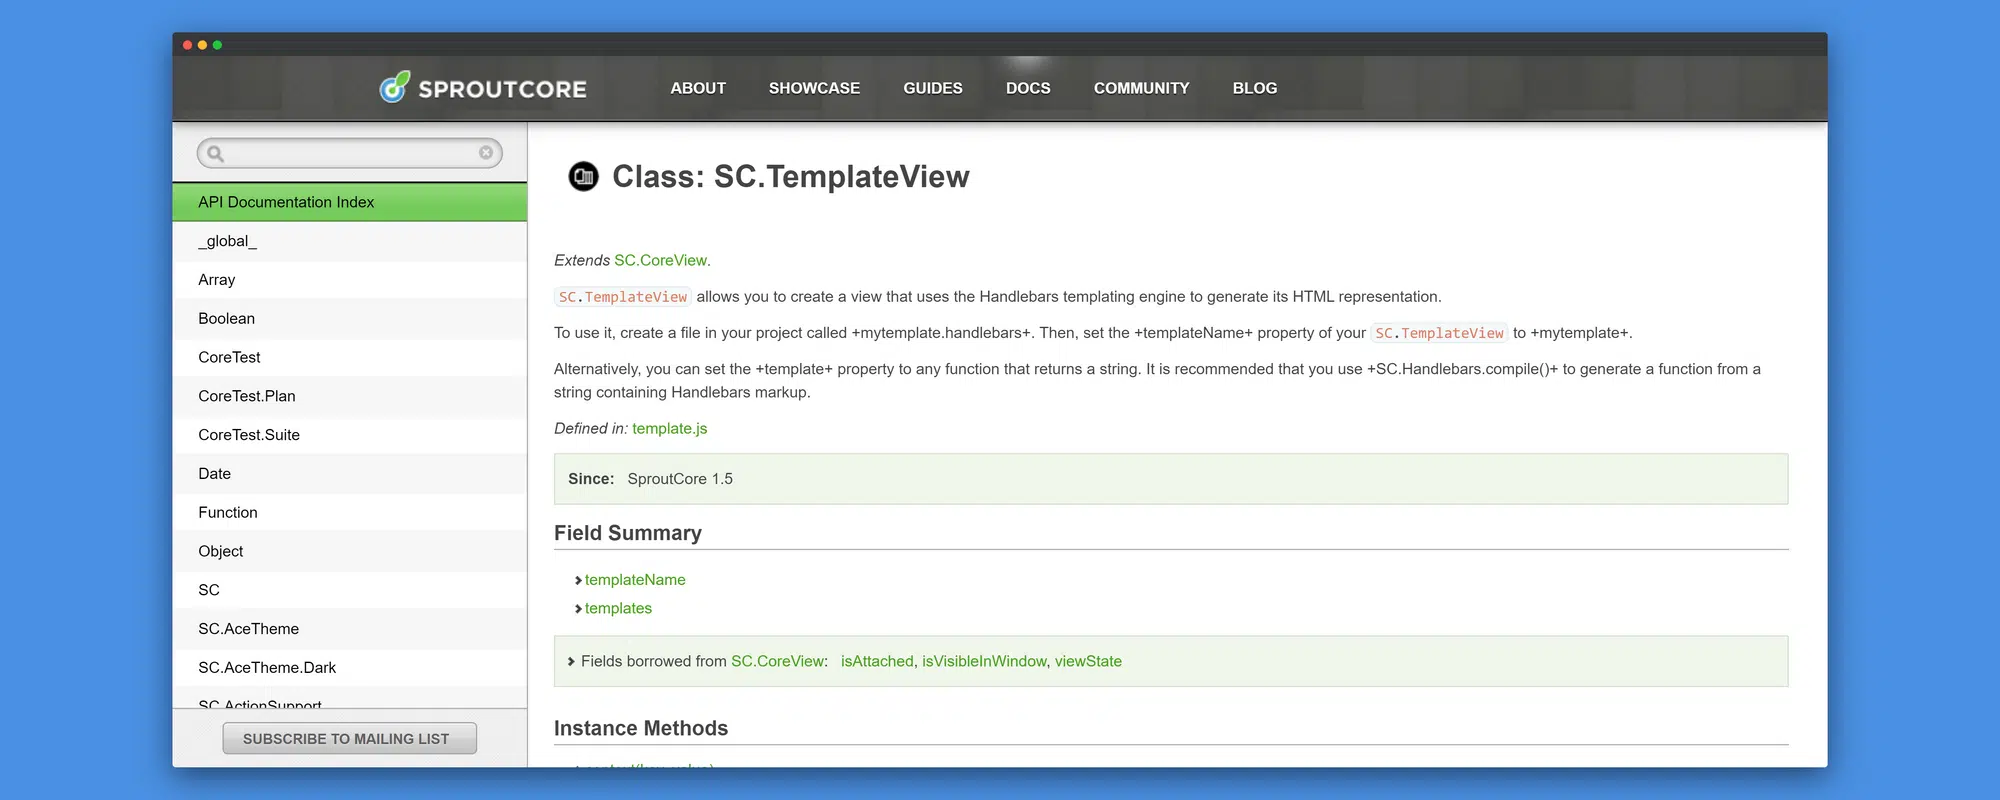 SPROUTCORE
ABOUT SHOWCASE GUIDES DOCS COMMUNITY BLOG
API Documentation Index
_global_
Array
Boolean
CoreTest
CoreTest.Plan
CoreTest.Suite
Date
Function
Object
SC
SC.AceTheme
SC.AceTheme.Dark
SC.ActionSupport
SUBSCRIBE TO MAILING LIST
Class: SC.TemplateView
Extends SC.CoreView.
SC.TemplateView allows you to create a view that uses the Handlebars templating engine to generate its HTML representation.
To use it, create a file in your project called +mytemplate.handlebars+. Then, set the +templateName+ property of your SC.TemplateView to +mytemplate+.
Alternatively, you can set the +template+ property to any function that returns a string. It is recommended that you use +SC.Handlebars.compile()+ to generate a function from a
string containing Handlebars markup.
Defined in: template.js
Since: SproutCore 1.5
Field Summary
templateName
templates
Fields borrowed from SC.CoreView: isAttached, isVisibleInWindow, viewState
Instance Methods